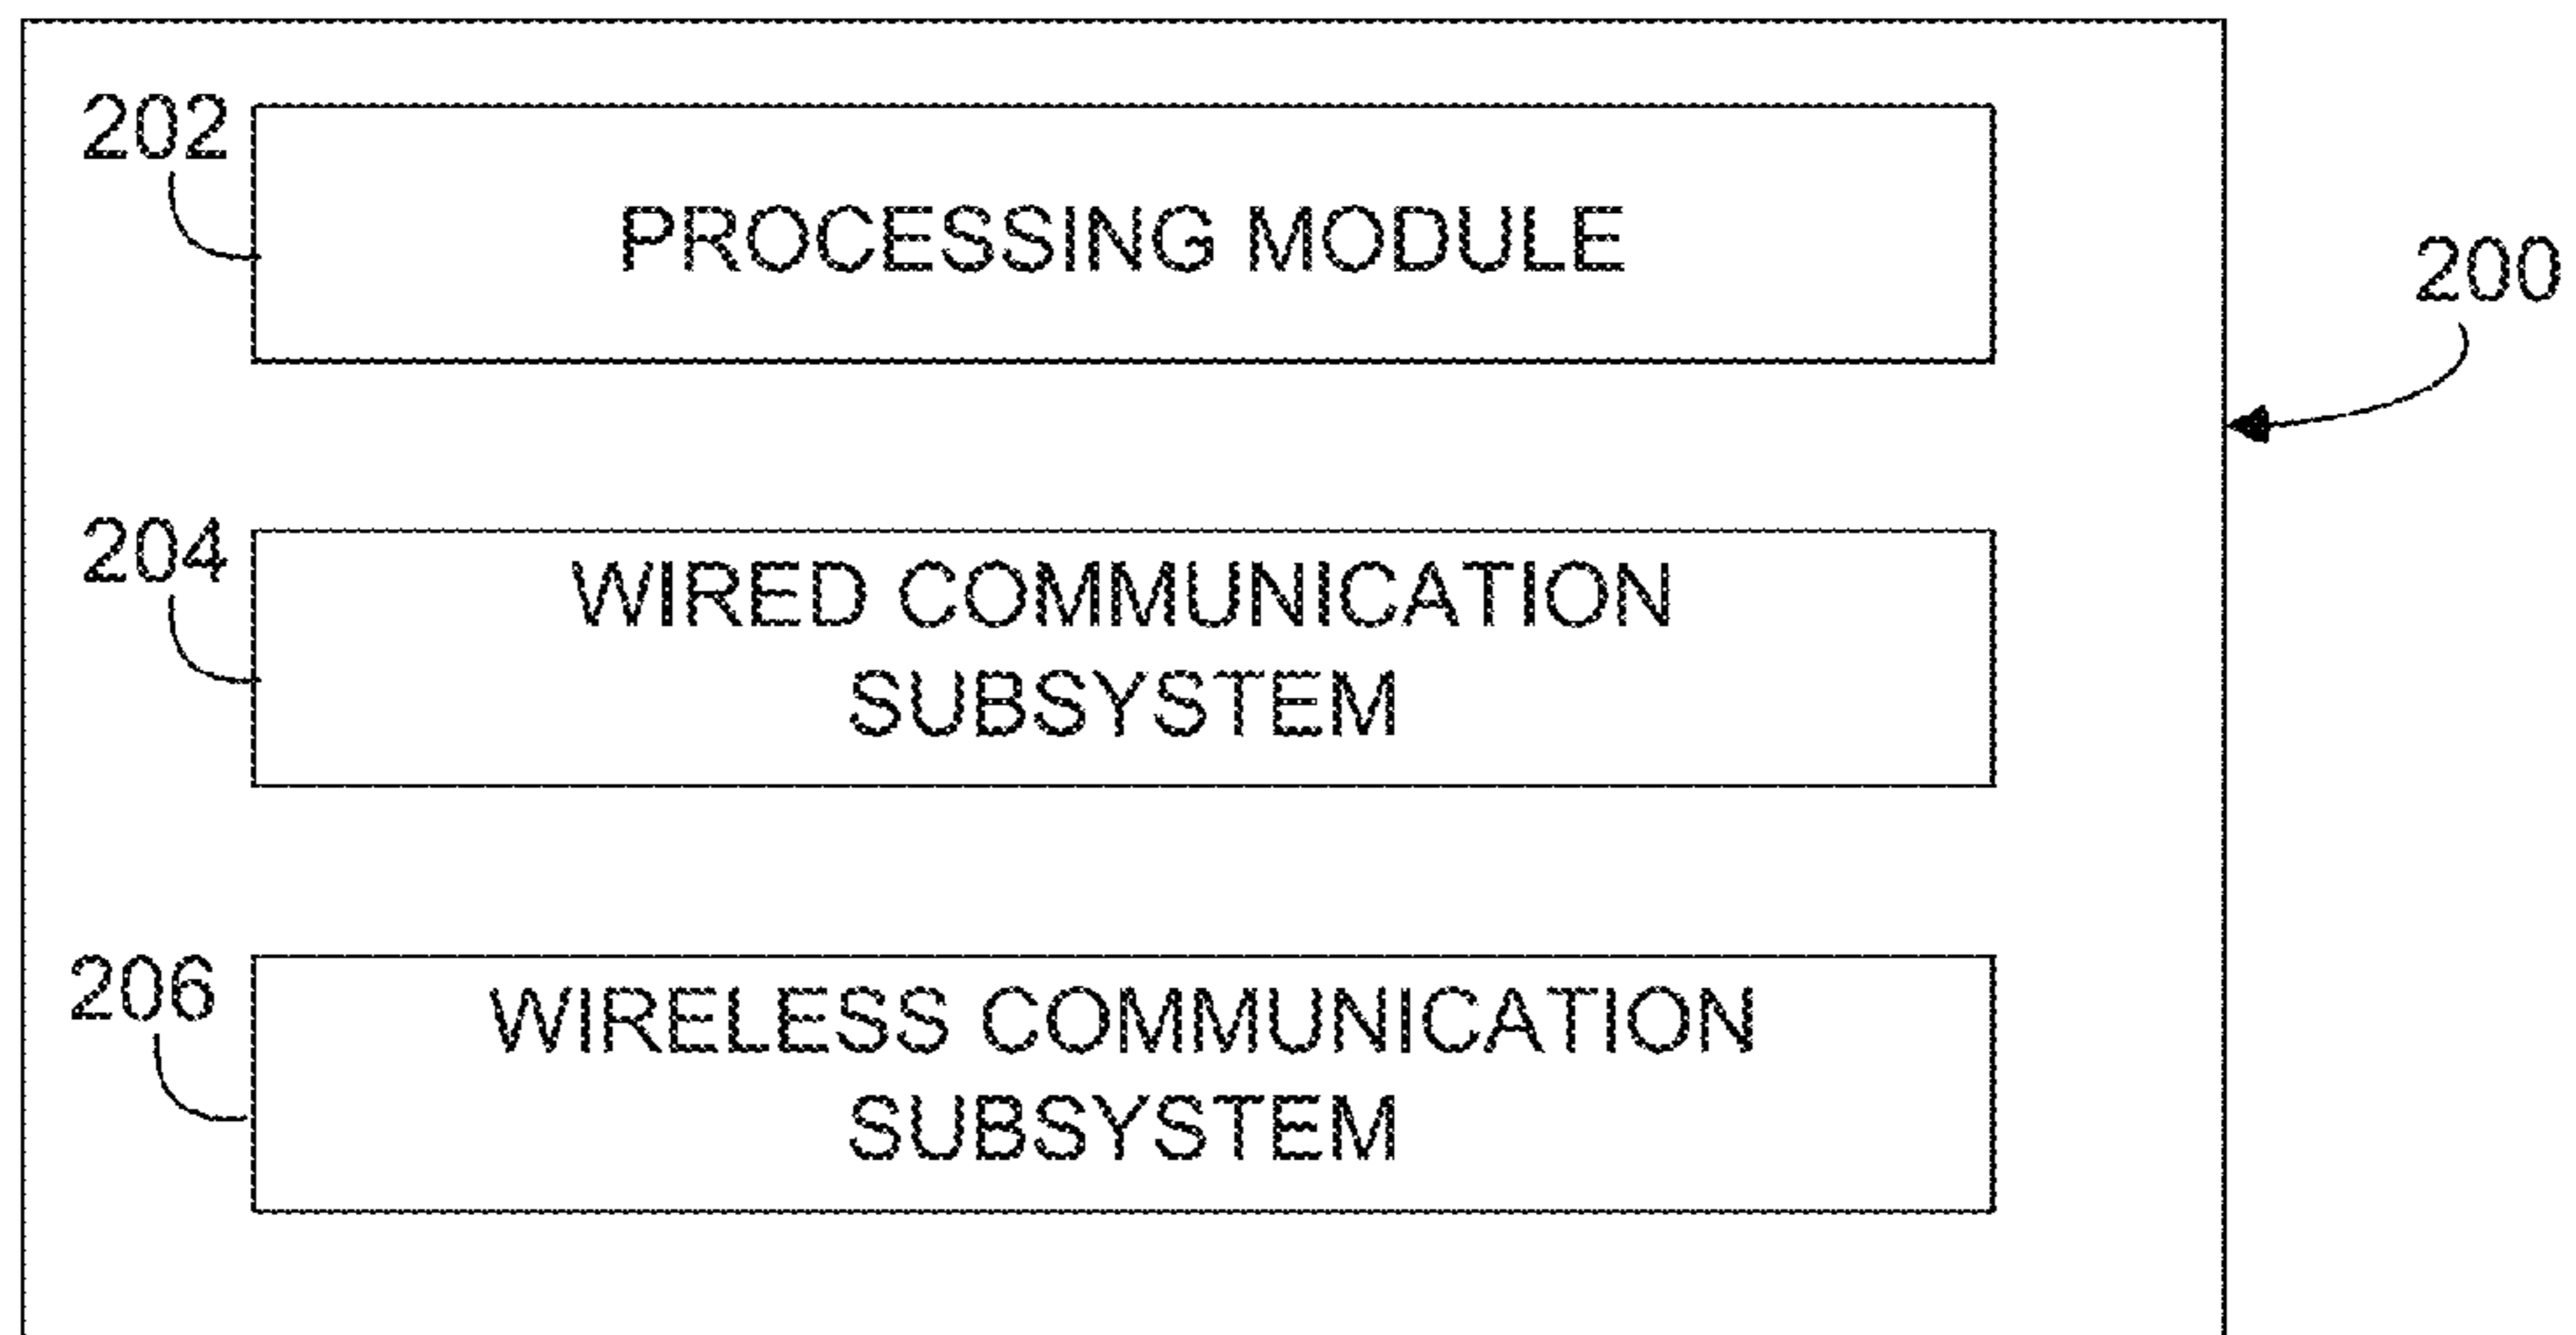 202
PROCESSING MODULE
200
204
WIRED COMMUNICATION
SUBSYSTEM
206
WIRELESS COMMUNICATION
SUBSYSTEM